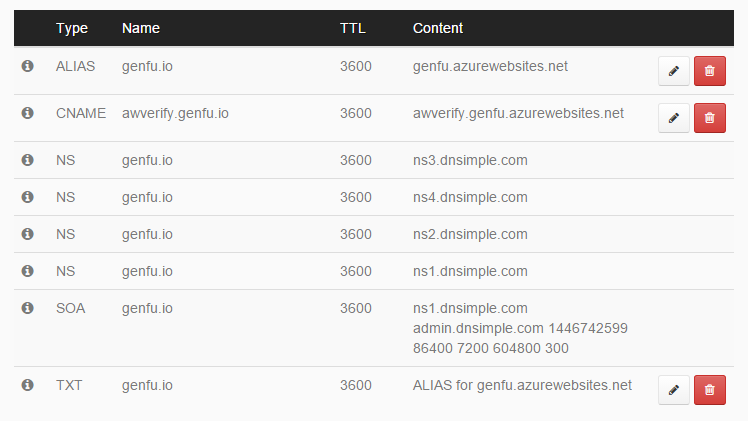 Type Name TTL Content
ALIAS genfu.io 3600 genfu.azurewebsites.net
CNAME awverify.genfu.io 3600 awverify.genfu.azurewebsites.net
NS genfu.io 3600 ns3.dnsimple.com
NS genfu.io 3600 ns4.dnsimple.com
NS genfu.io 3600 ns2.dnsimple.com
NS genfu.io 3600 ns1.dnsimple.com
SOA genfu.io 3600 ns1.dnsimple.com
admin.dnsimple.com 1446742599
86400 7200 604800 300
TXT genfu.io 3600 ALIAS for genfu.azurewebsites.net